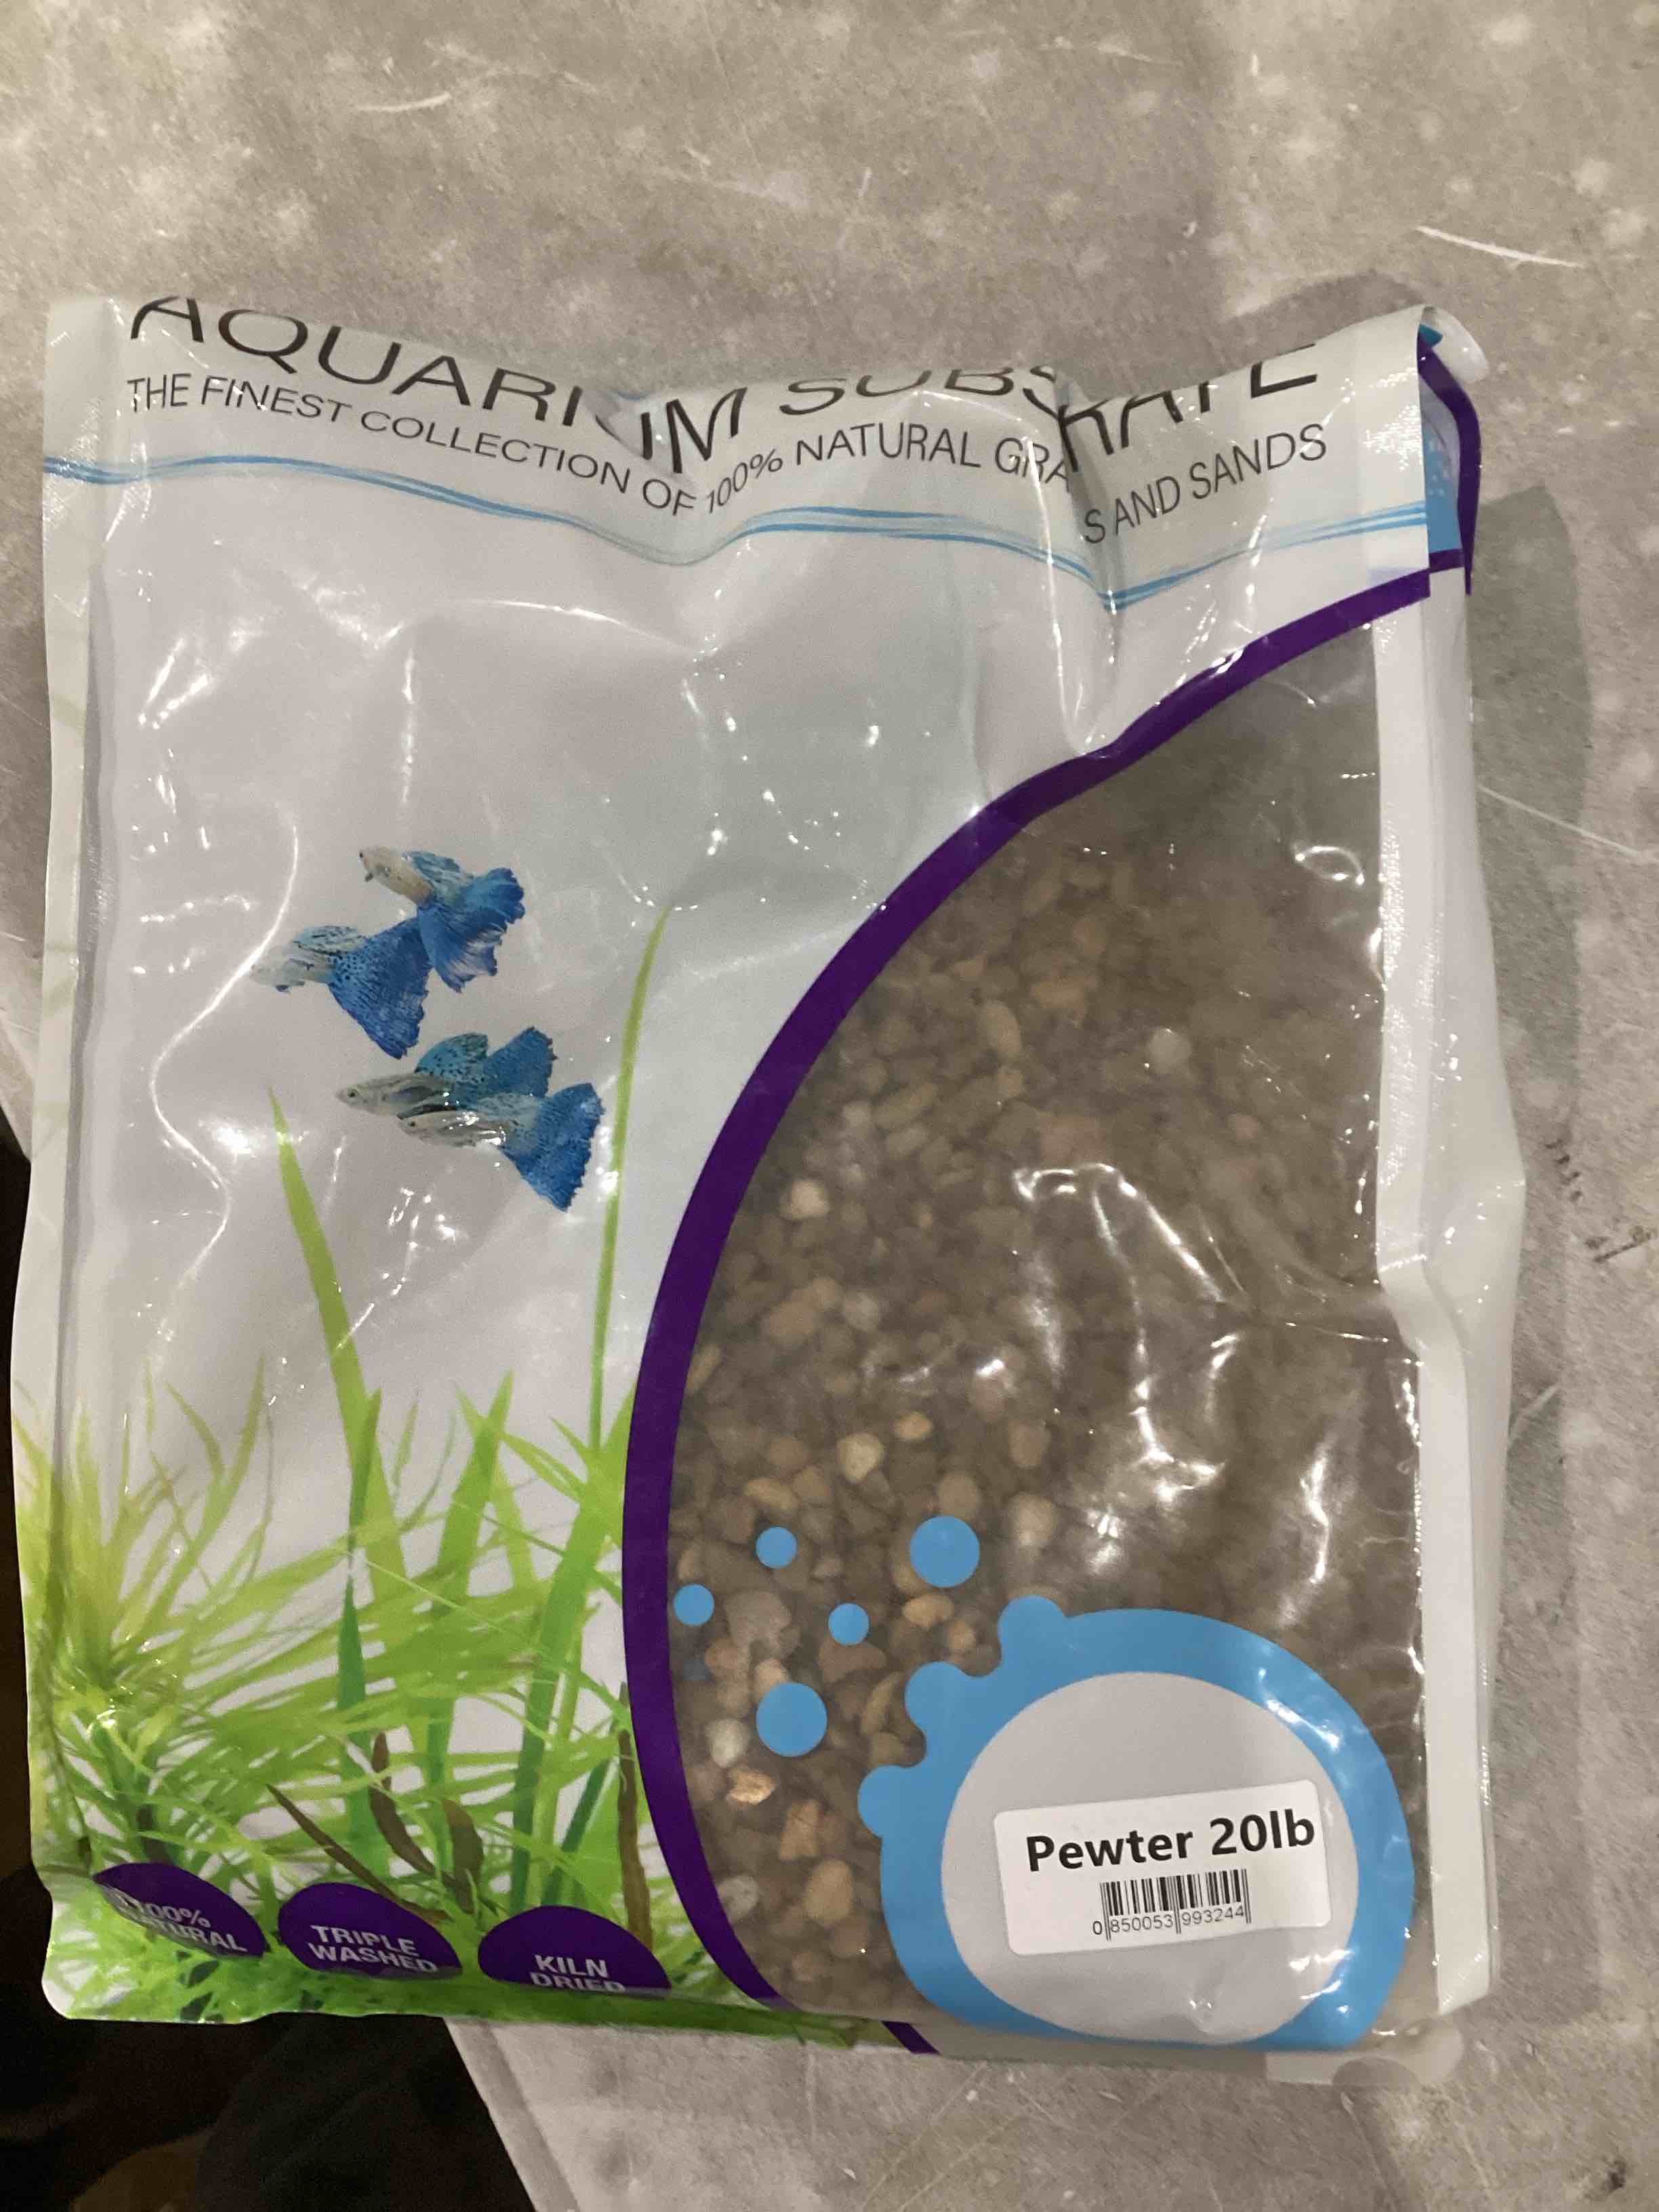 AQUARIUM SUBSTRATE
THE FINEST COLLECTION OF 100% NATURAL GRA S AND SANDS
100%
NATURAL
TRIPLE
WASHED
KILN
DRIED
Pewter 20lb
0 850053 993244